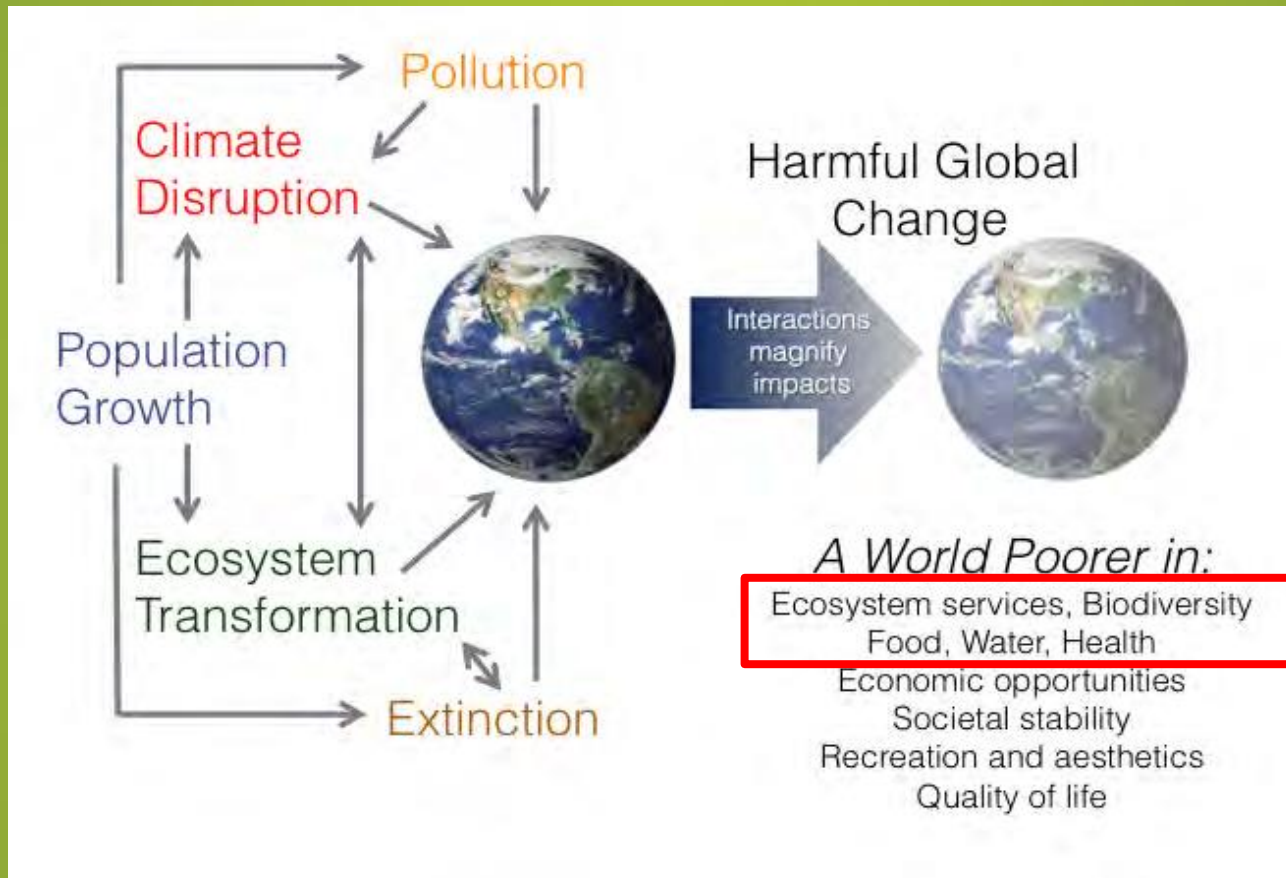 Pollution
Climate
Disruption
Population
Growth
Ecosystem
Transformation
Extinction
Harmful Global
Change
Interactions
magnify
impacts
A World Poorer in:
Ecosystem services, Biodiversity
Food, Water, Health
Economic opportunities
Societal stability
Recreation and aesthetics
Quality of life